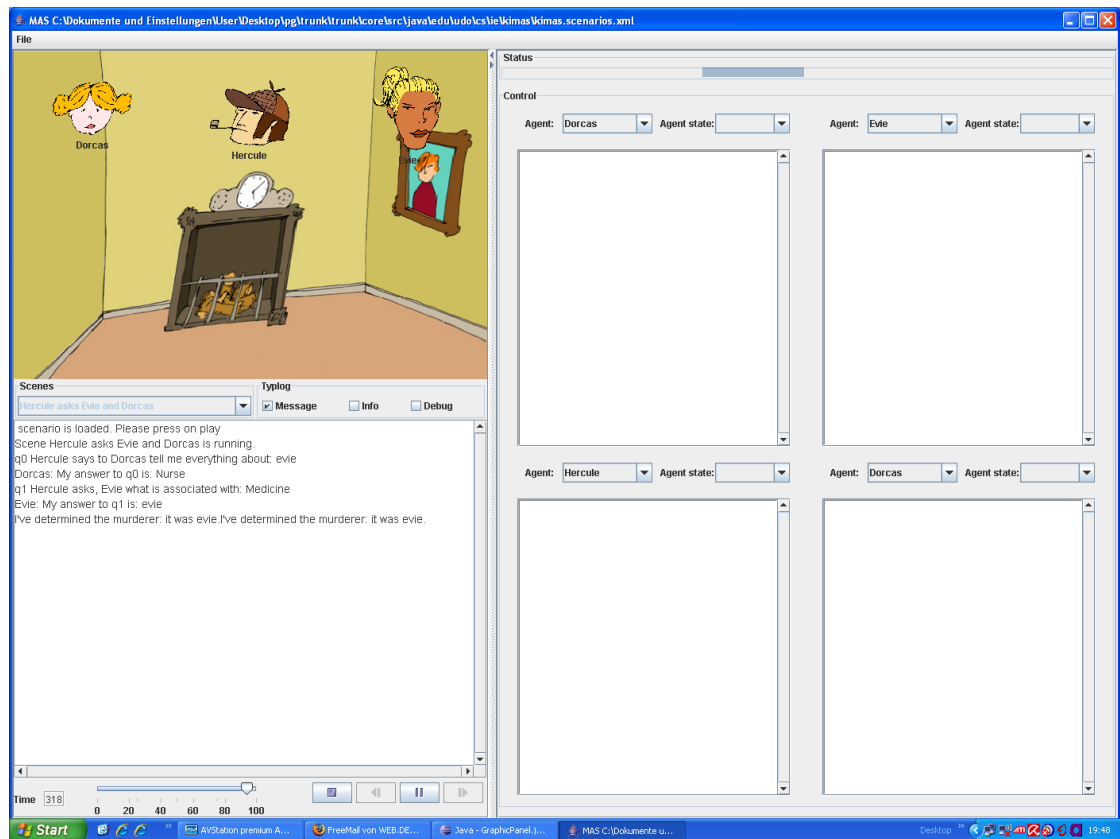 MAS C:\Dokumente und Einstellungen\User\Desktop\pg\trunk\trunk\core\src\java\edu\udo\cs\ie\kimas\kimas.scenarios.xml
File
Dorcas
Hercule
Evie
Scenes
Typlog
Hercule asks Evie and Dorcas
Message
Info
Debug
scenario is loaded. Please press on play
Scene Hercule asks Evie and Dorcas is running.
q0 Hercule says to Dorcas tell me everything about: evie
Dorcas: My answer to q0 is: Nurse
q1 Hercule asks, Evie what is associated with: Medicine
Evie: My answer to q1 is: evie
I've determined the murderer: it was evie.I've determined the murderer: it was evie.
Time 318
0 20 40 60 80 100
Status
Control
Agent: Dorcas Agent state:
Agent: Evie Agent state:
Agent: Hercule Agent state:
Agent: Dorcas Agent state:
Start
AVStation premium A...
FreeMail von WEB.DE...
Java - GraphicPanel.j...
MAS C:\Dokumente u...
Desktop
19:48